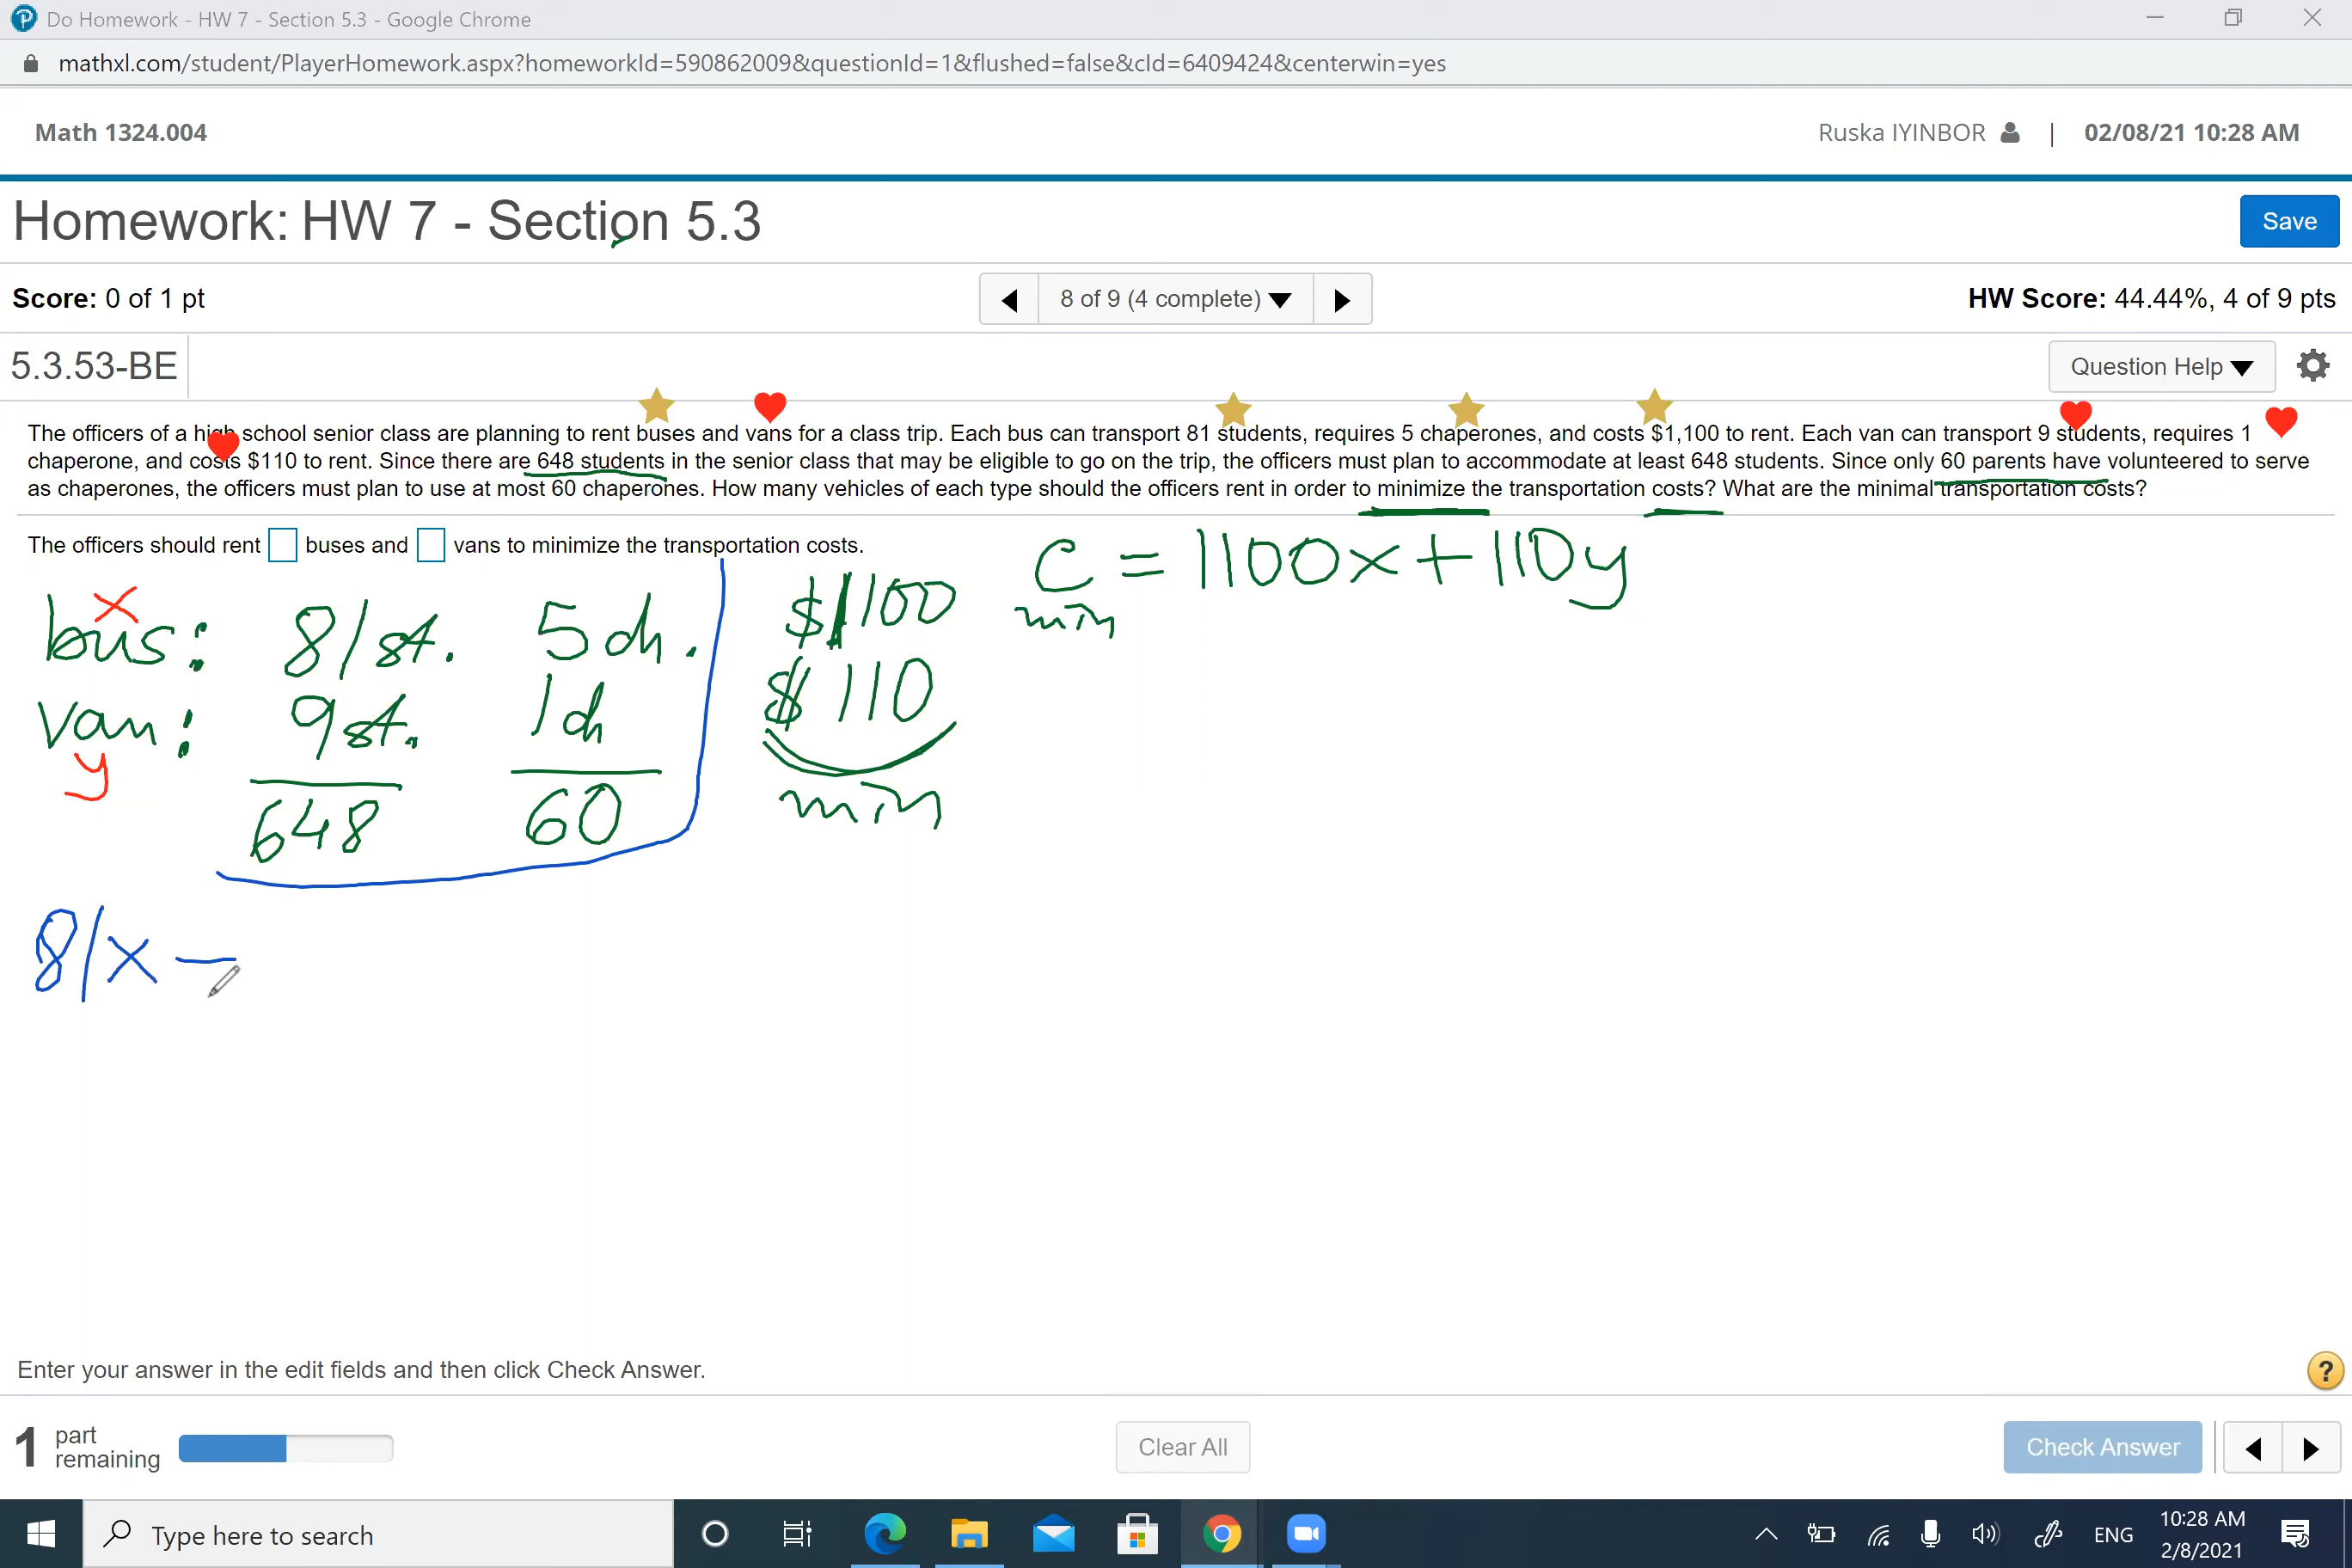 Do Homework - HW 7 - Section 5.3 - Google Chrome
mathxl.com/student/PlayerHomework.aspx?homeworkId=590862009&questionId=1&flushed=false&cId=6409424&centerwin=yes
Math 1324.004
Ruska IYINBOR | 02/08/21 10:28 AM
Homework: HW 7 - Section 5.3
Save
Score: 0 of 1 pt
8 of 9 (4 complete)
HW Score: 44.44%, 4 of 9 pts
5.3.53-BE
Question Help
The officers of a high school senior class are planning to rent buses and vans for a class trip. Each bus can transport 81 students, requires 5 chaperones, and costs $1,100 to rent. Each van can transport 9 students, requires 1
chaperone, and costs $110 to rent. Since there are 648 students in the senior class that may be eligible to go on the trip, the officers must plan to accommodate at least 648 students. Since only 60 parents have volunteered to serve
as chaperones, the officers must plan to use at most 60 chaperones. How many vehicles of each type should the officers rent in order to minimize the transportation costs? What are the minimal transportation costs?
The officers should rent buses and vans to minimize the transportation costs.
C = 1100x + 110y
min
x
bus: 81 st. 5 ch. $1100
van: 9 st. 1 ch $110
y
648 60 min
81x −
Enter your answer in the edit fields and then click Check Answer.
?
1 part remaining
Clear All
Check Answer
Type here to search
ENG
10:28 AM
2/8/2021